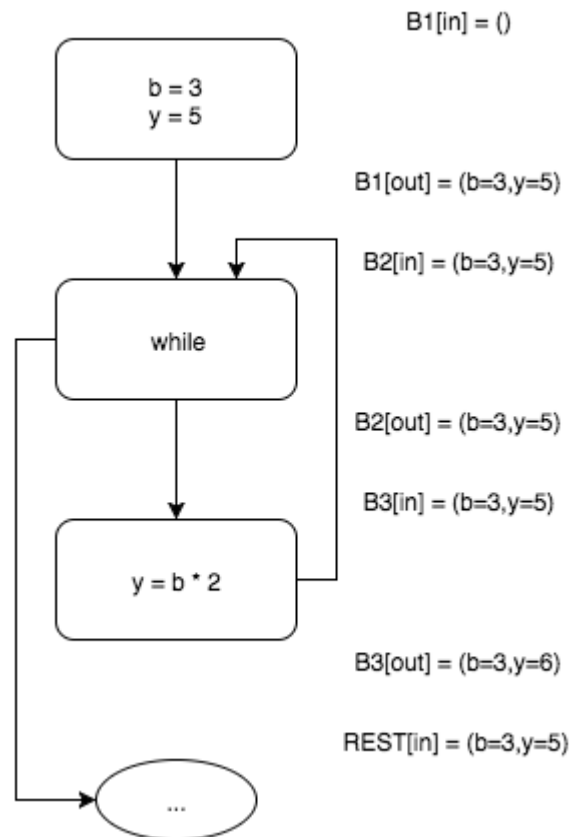 B1[in] = ()
b = 3
y = 5
B1[out] = (b=3,y=5)
B2[in] = (b=3,y=5)
while
B2[out] = (b=3,y=5)
B3[in] = (b=3,y=5)
y = b * 2
B3[out] = (b=3,y=6)
REST[in] = (b=3,y=5)
...